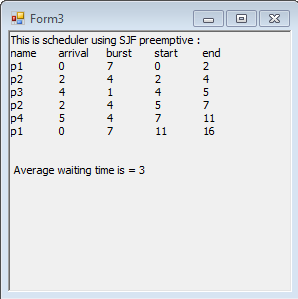 Form3
This is scheduler using SJF preemptive :
name arrival burst start end
p1 0 7 0 2
p2 2 4 2 4
p3 4 1 4 5
p2 2 4 5 7
p4 5 4 7 11
p1 0 7 11 16
Average waiting time is = 3